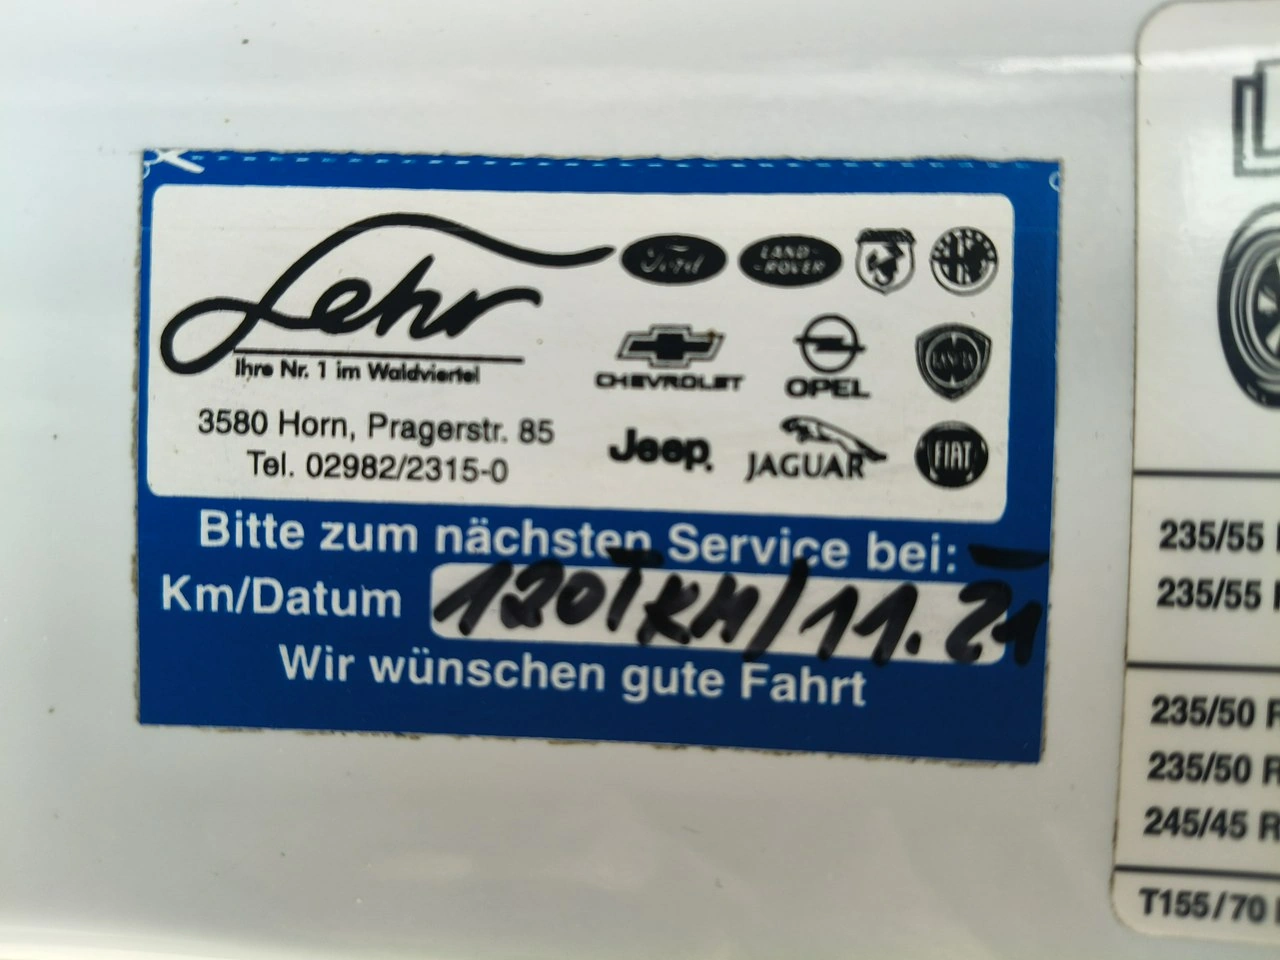 Lehr
Ihre Nr. 1 im Waldviertel
3580 Horn, Pragerstr. 85
Tel. 02982/2315-0
Ford LAND-ROVER
CHEVROLET OPEL LANCIA
Jeep JAGUAR FIAT
Bitte zum nächsten Service bei:
Km/Datum 120TKM/11.21
Wir wünschen gute Fahrt
235/55
235/55
235/50 R
235/50 R
245/45 R
T155/70